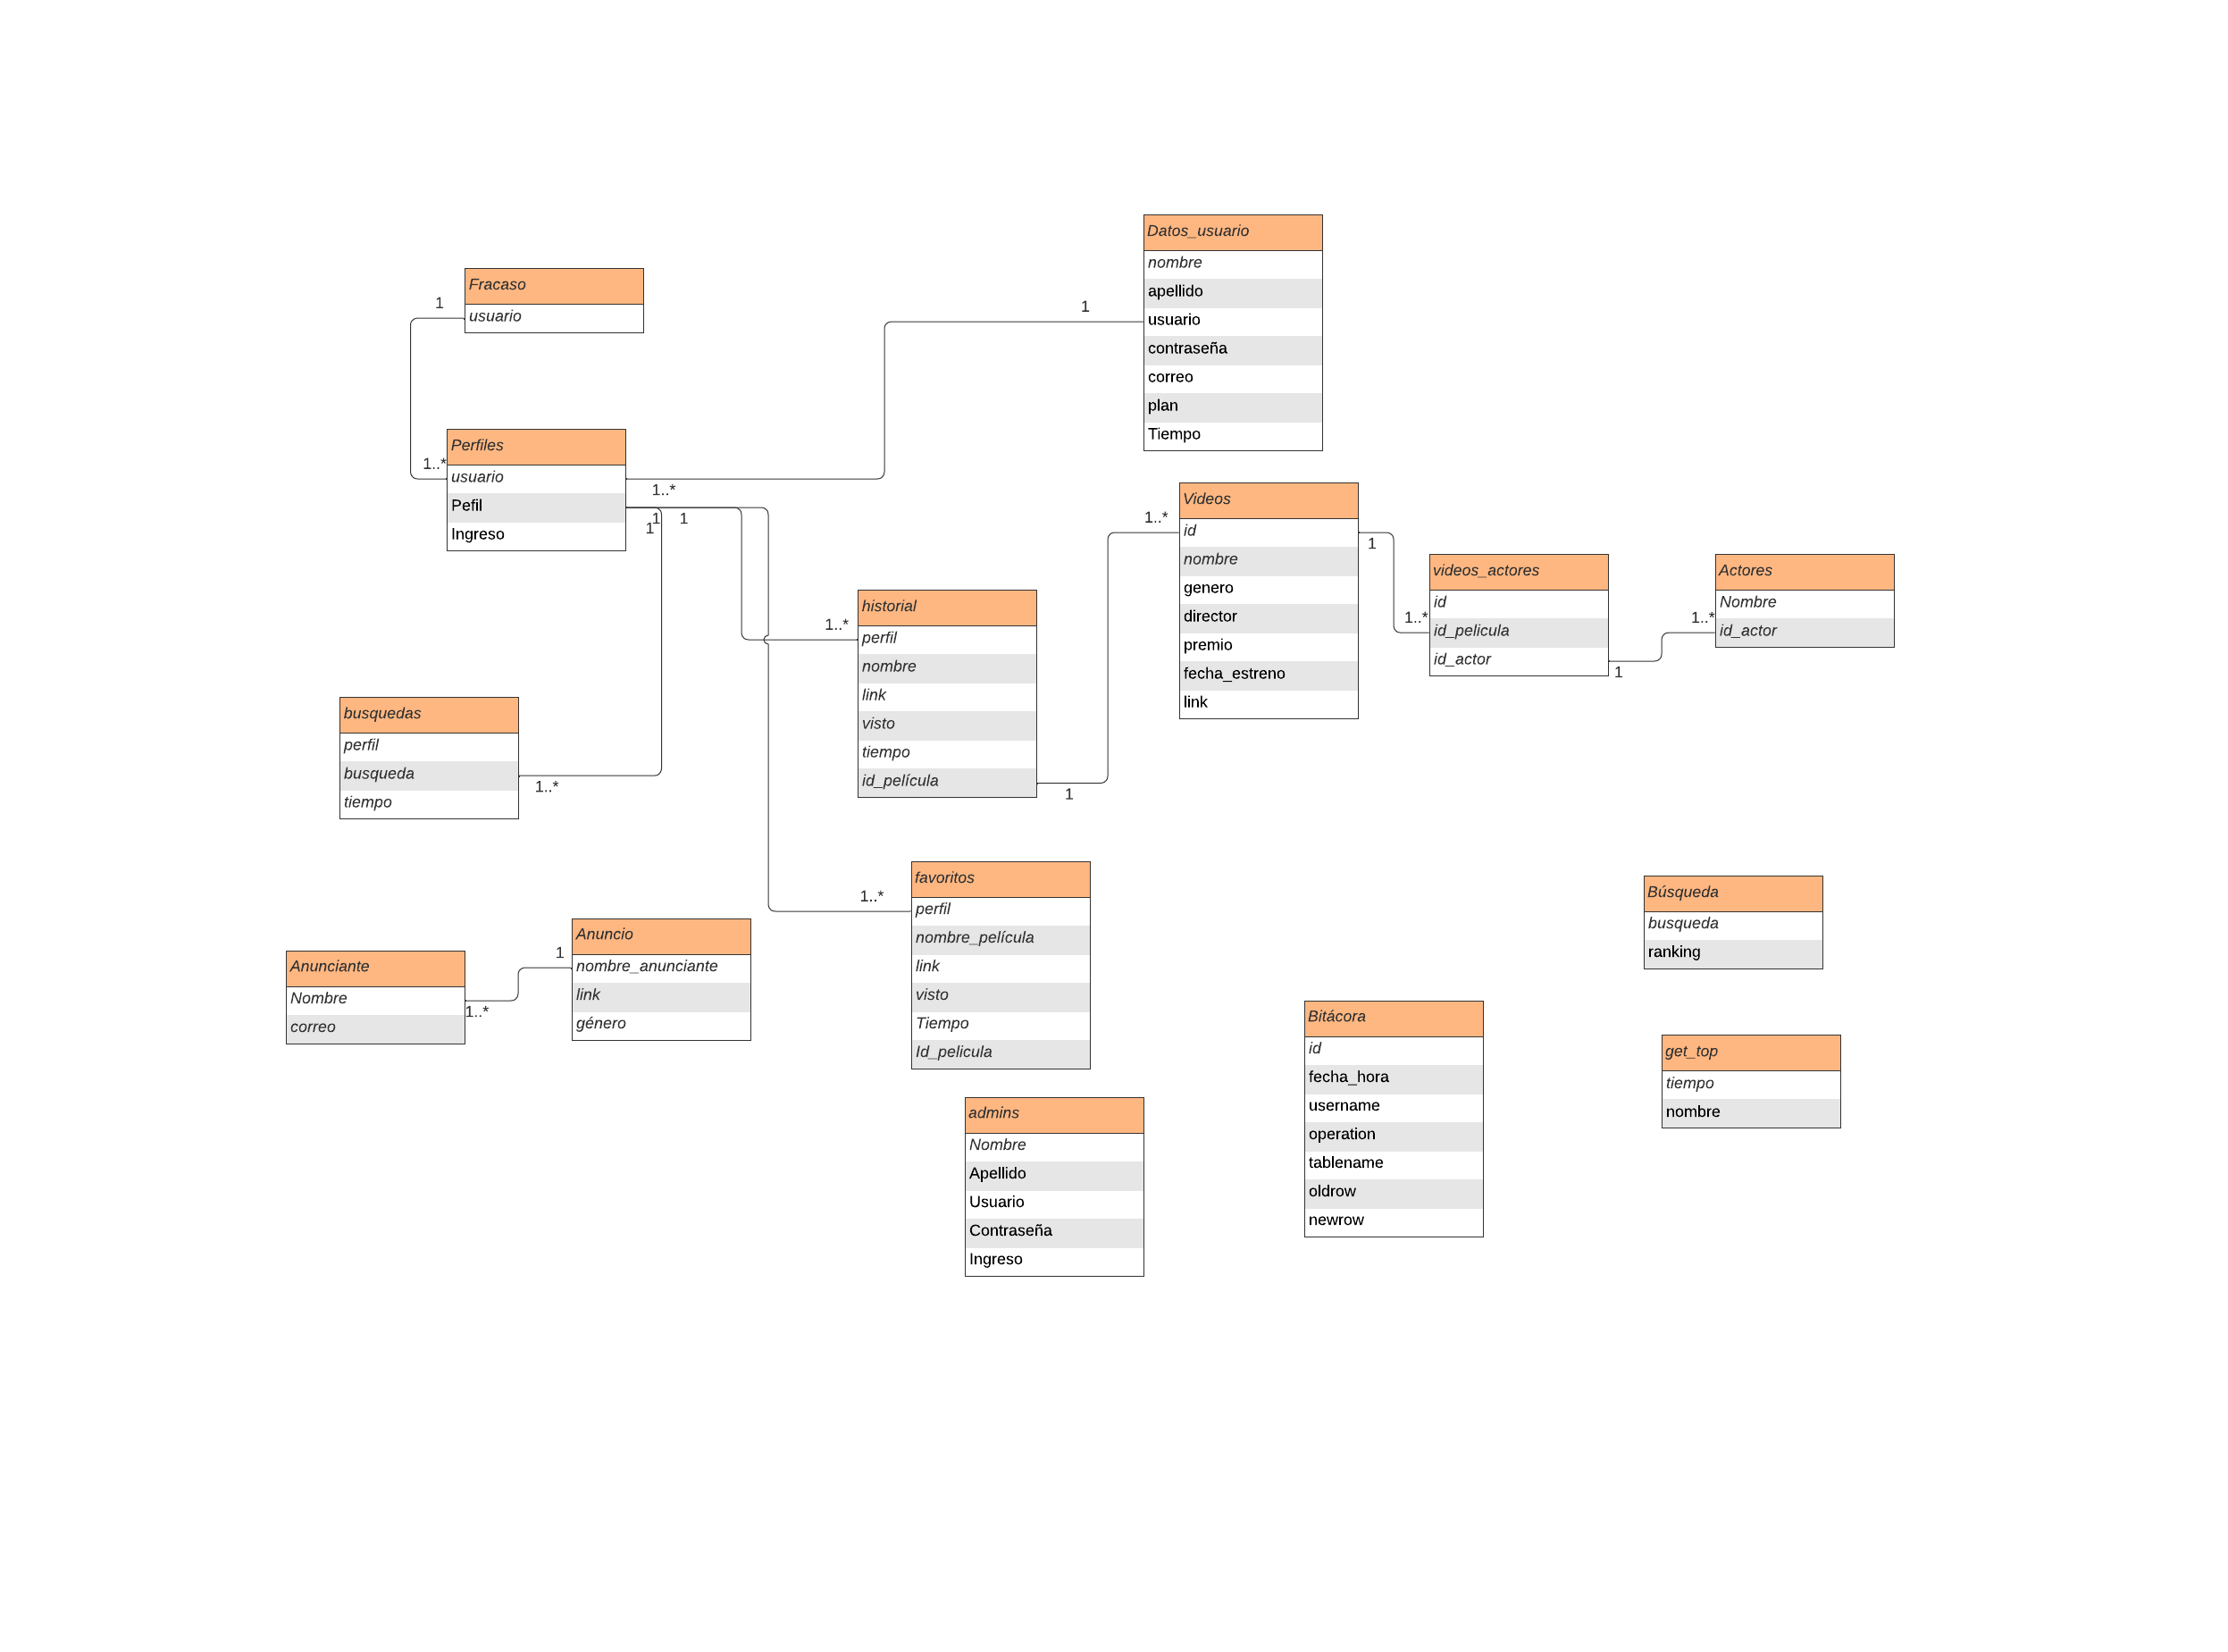 Datos_usuario
nombre
apellido
usuario
contraseña
correo
plan
Tiempo
1
Fracaso
usuario
1
Perfiles
usuario
Pefil
Ingreso
1..*
1..*
1
1
1
Videos
id
nombre
genero
director
premio
fecha_estreno
link
1..*
1
videos_actores
id
id_pelicula
id_actor
1..*
1
Actores
Nombre
id_actor
1..*
historial
perfil
nombre
link
visto
tiempo
id_película
1..*
1
busquedas
perfil
busqueda
tiempo
1..*
favoritos
perfil
nombre_película
link
visto
Tiempo
Id_pelicula
1..*
Anunciante
Nombre
correo
1..*
Anuncio
nombre_anunciante
link
género
1
Búsqueda
busqueda
ranking
Bitácora
id
fecha_hora
username
operation
tablename
oldrow
newrow
get_top
tiempo
nombre
admins
Nombre
Apellido
Usuario
Contraseña
Ingreso